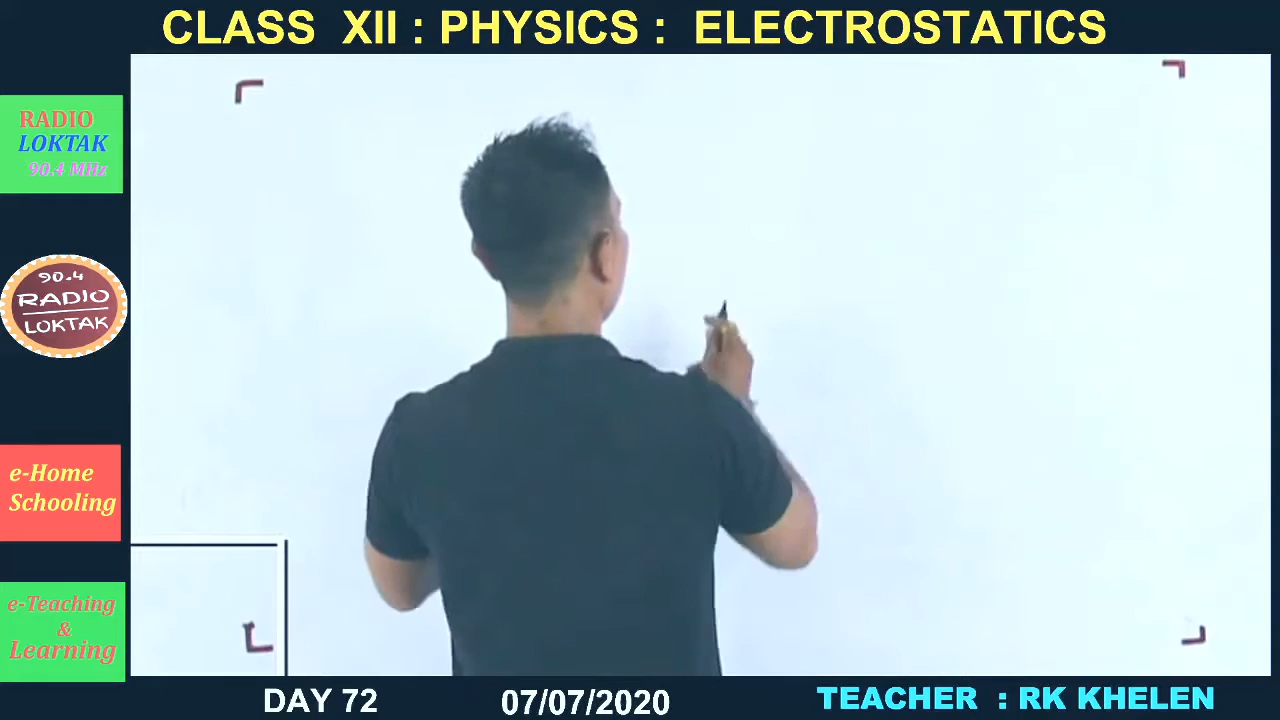 CLASS XII : PHYSICS : ELECTROSTATICS
RADIO
LOKTAK
90.4 MHz
90.4
RADIO
LOKTAK
e-Home
Schooling
e-Teaching
&
Learning
DAY 72
07/07/2020
TEACHER : RK KHELEN